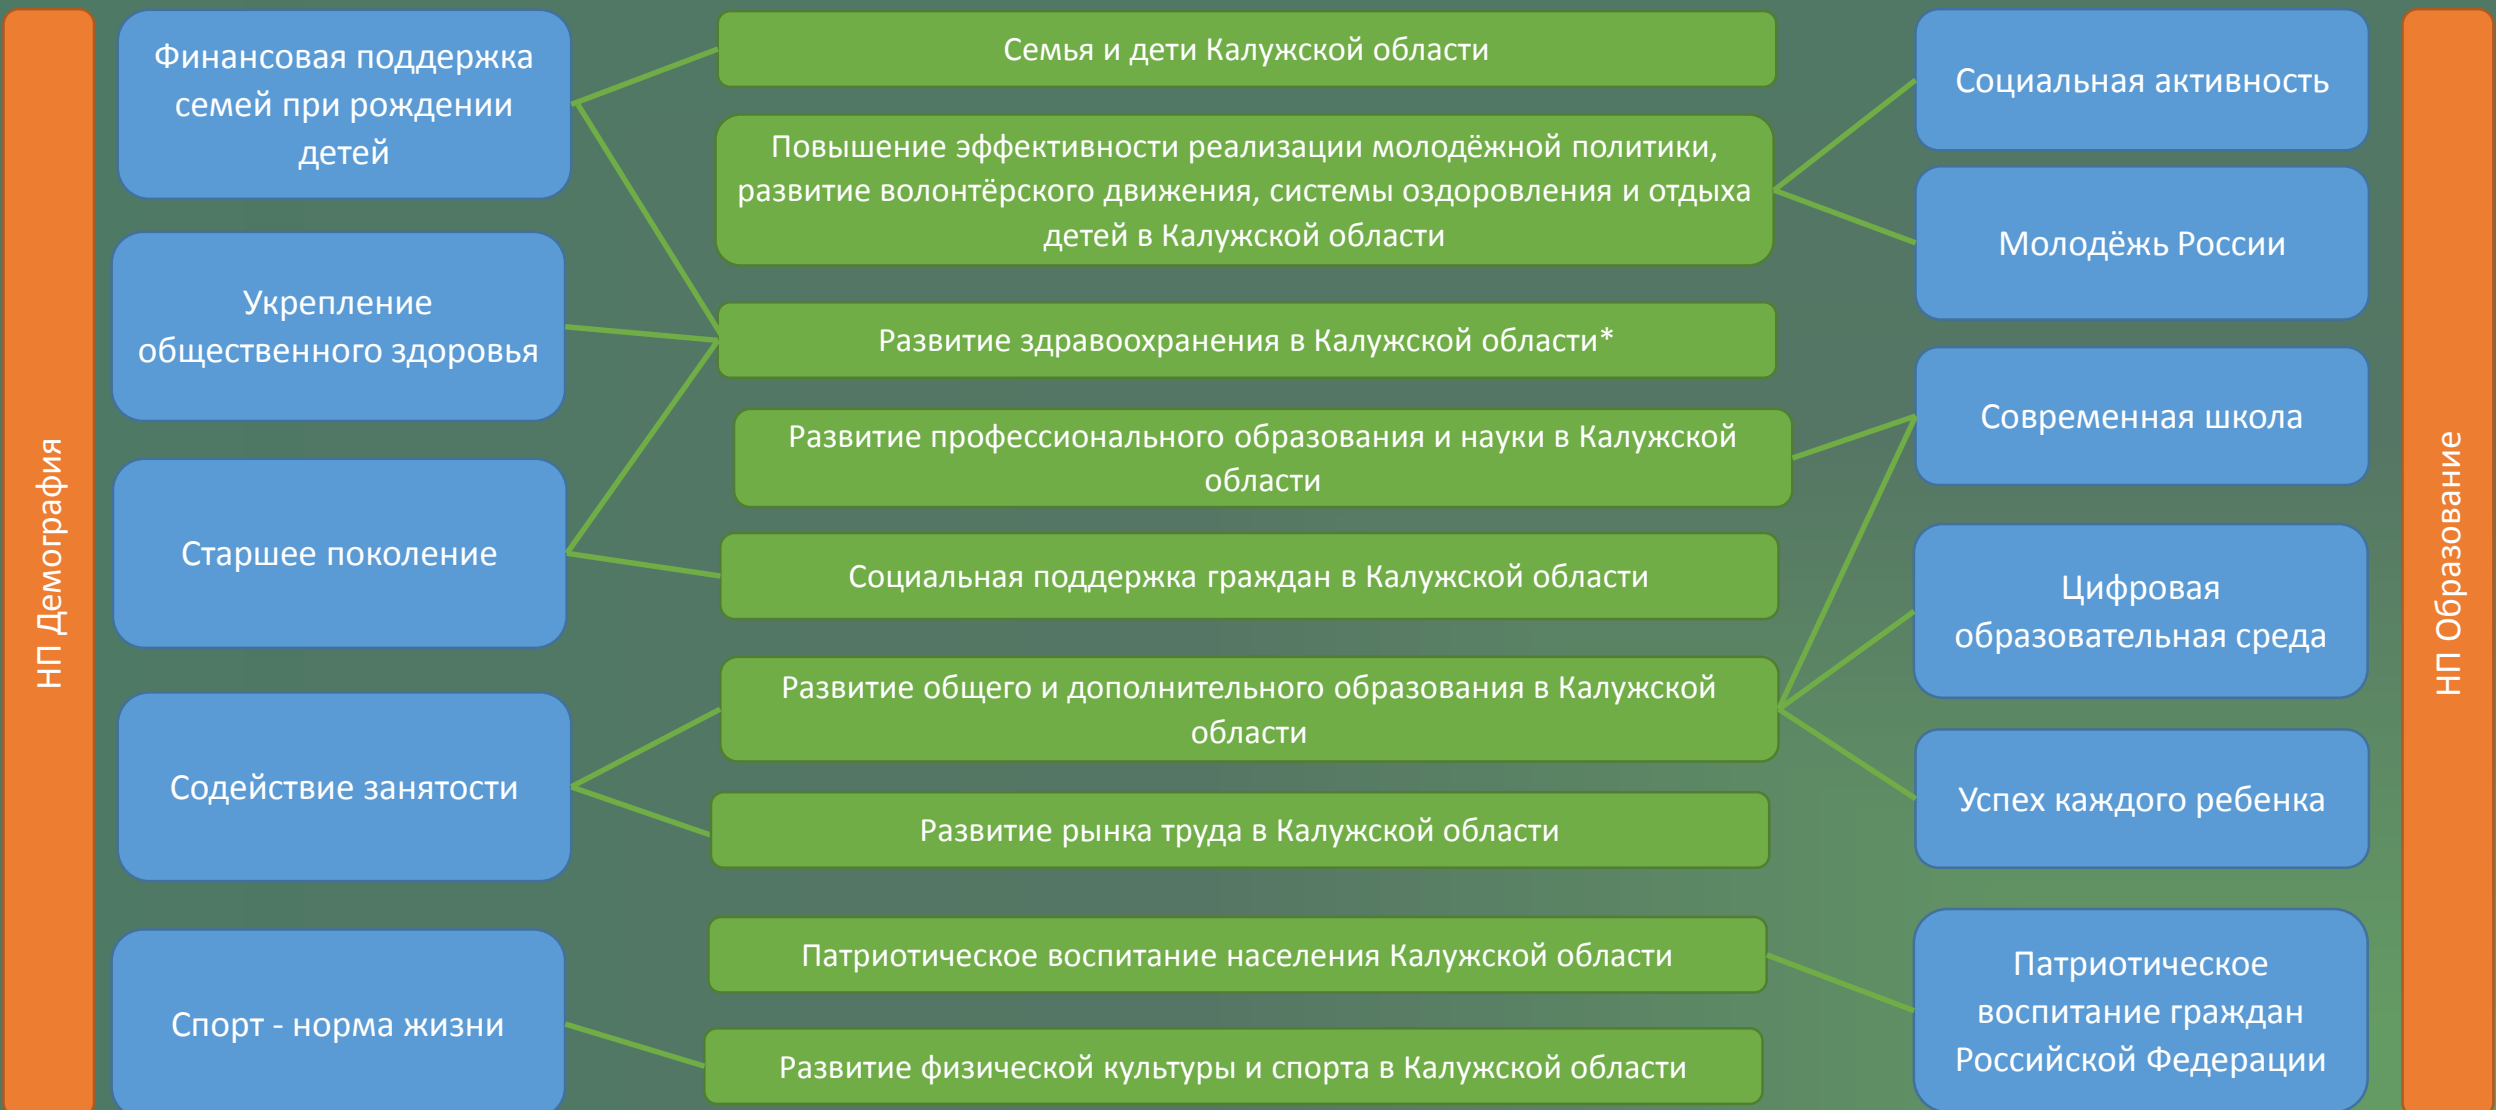 НП Демография
Финансовая поддержка
семей при рождении
детей
Укрепление
общественного здоровья
Старшее поколение
Содействие занятости
Спорт - норма жизни
Семья и дети Калужской области
Повышение эффективности реализации молодёжной политики,
развитие волонтёрского движения, системы оздоровления и отдыха
детей в Калужской области
Развитие здравоохранения в Калужской области*
Развитие профессионального образования и науки в Калужской
области
Социальная поддержка граждан в Калужской области
Развитие общего и дополнительного образования в Калужской
области
Развитие рынка труда в Калужской области
Патриотическое воспитание населения Калужской области
Развитие физической культуры и спорта в Калужской области
Социальная активность
Молодёжь России
Современная школа
Цифровая
образовательная среда
Успех каждого ребенка
Патриотическое
воспитание граждан
Российской Федерации
НП Образование